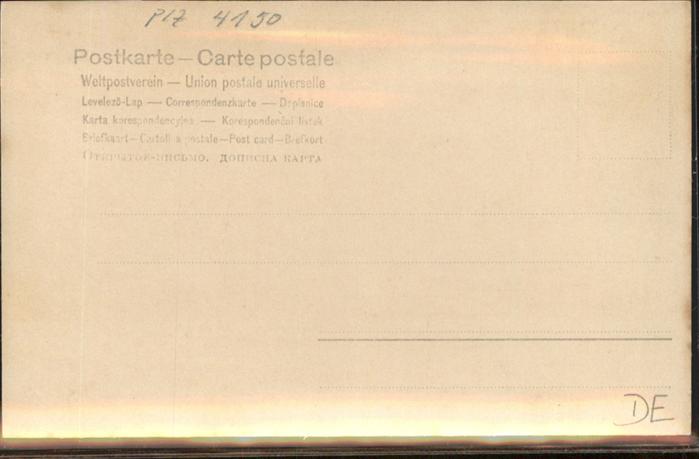 PIZ 4150
Postkarte — Carte postale
Weltpostverein — Union postale universelle
Levelező-Lap — Correspondenzkarte — Dopisnice
Karta korespondencyjna — Korespondenční lístek
Briefkaart — Cartolina postale — Post card — Brefkort
Открытое-письмо. дописна карта
DE